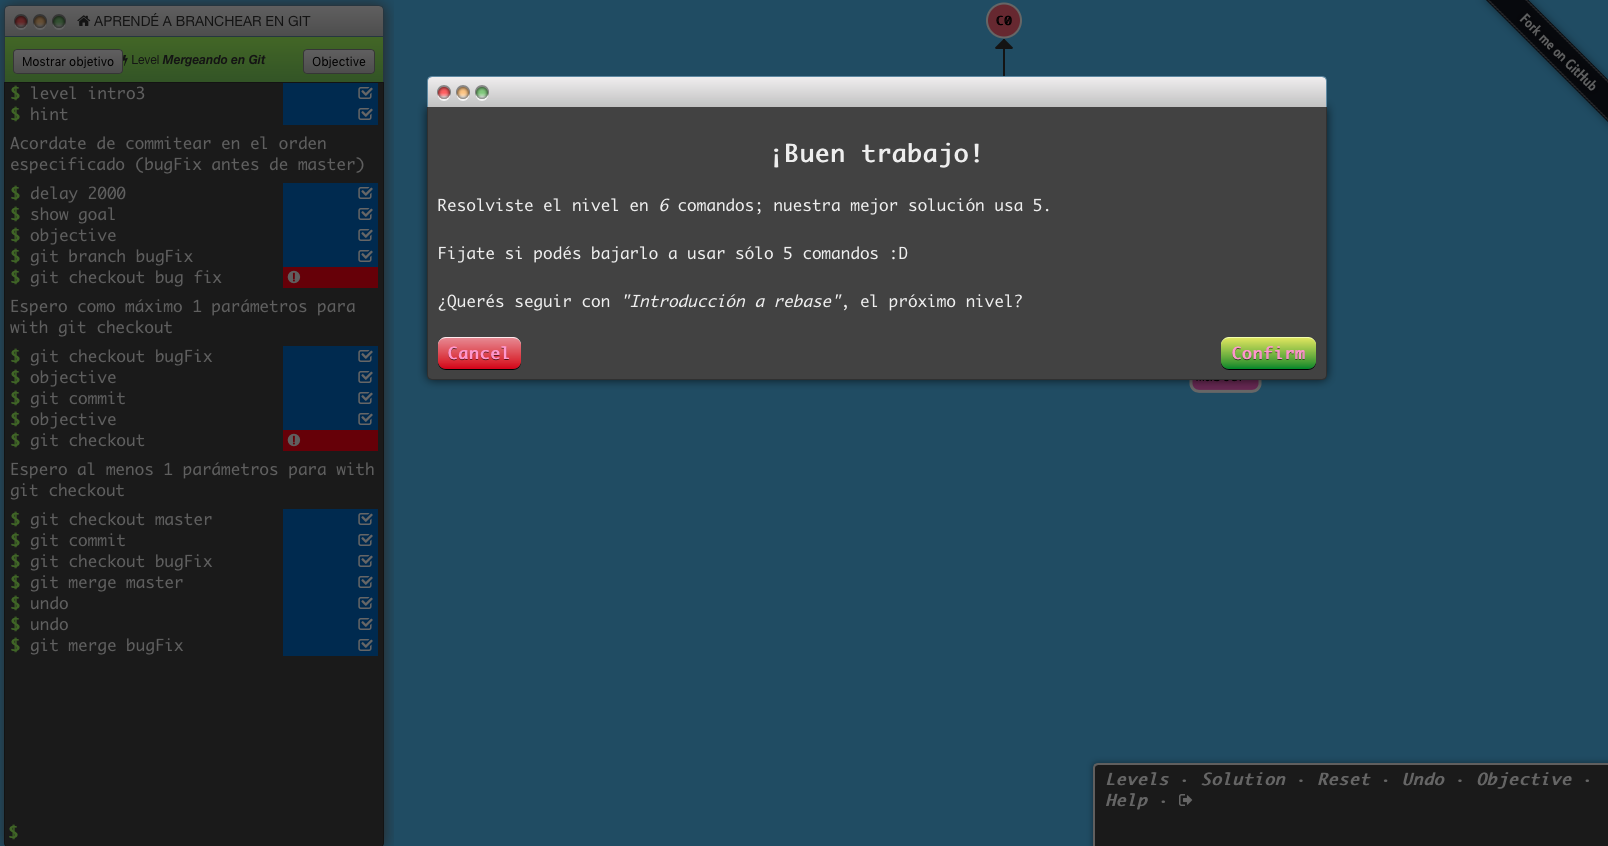 APRENDÉ A BRANCHEAR EN GIT
Mostrar objetivo
Level Mergeando en Git
Objective
$ level intro3
$ hint
Acordate de commitear en el orden
especificado (bugFix antes de master)
$ delay 2000
$ show goal
$ objective
$ git branch bugFix
$ git checkout bug fix
Espero como máximo 1 parámetros para
with git checkout
$ git checkout bugFix
$ objective
$ git commit
$ objective
$ git checkout
Espero al menos 1 parámetros para with
git checkout
$ git checkout master
$ git commit
$ git checkout bugFix
$ git merge master
$ undo
$ undo
$ git merge bugFix
$
C0
Fork me on GitHub
¡Buen trabajo!
Resolviste el nivel en 6 comandos; nuestra mejor solución usa 5.
Fijate si podés bajarlo a usar sólo 5 comandos :D
¿Querés seguir con "Introducción a rebase", el próximo nivel?
Cancel
Confirm
Levels · Solution · Reset · Undo · Objective ·
Help ·